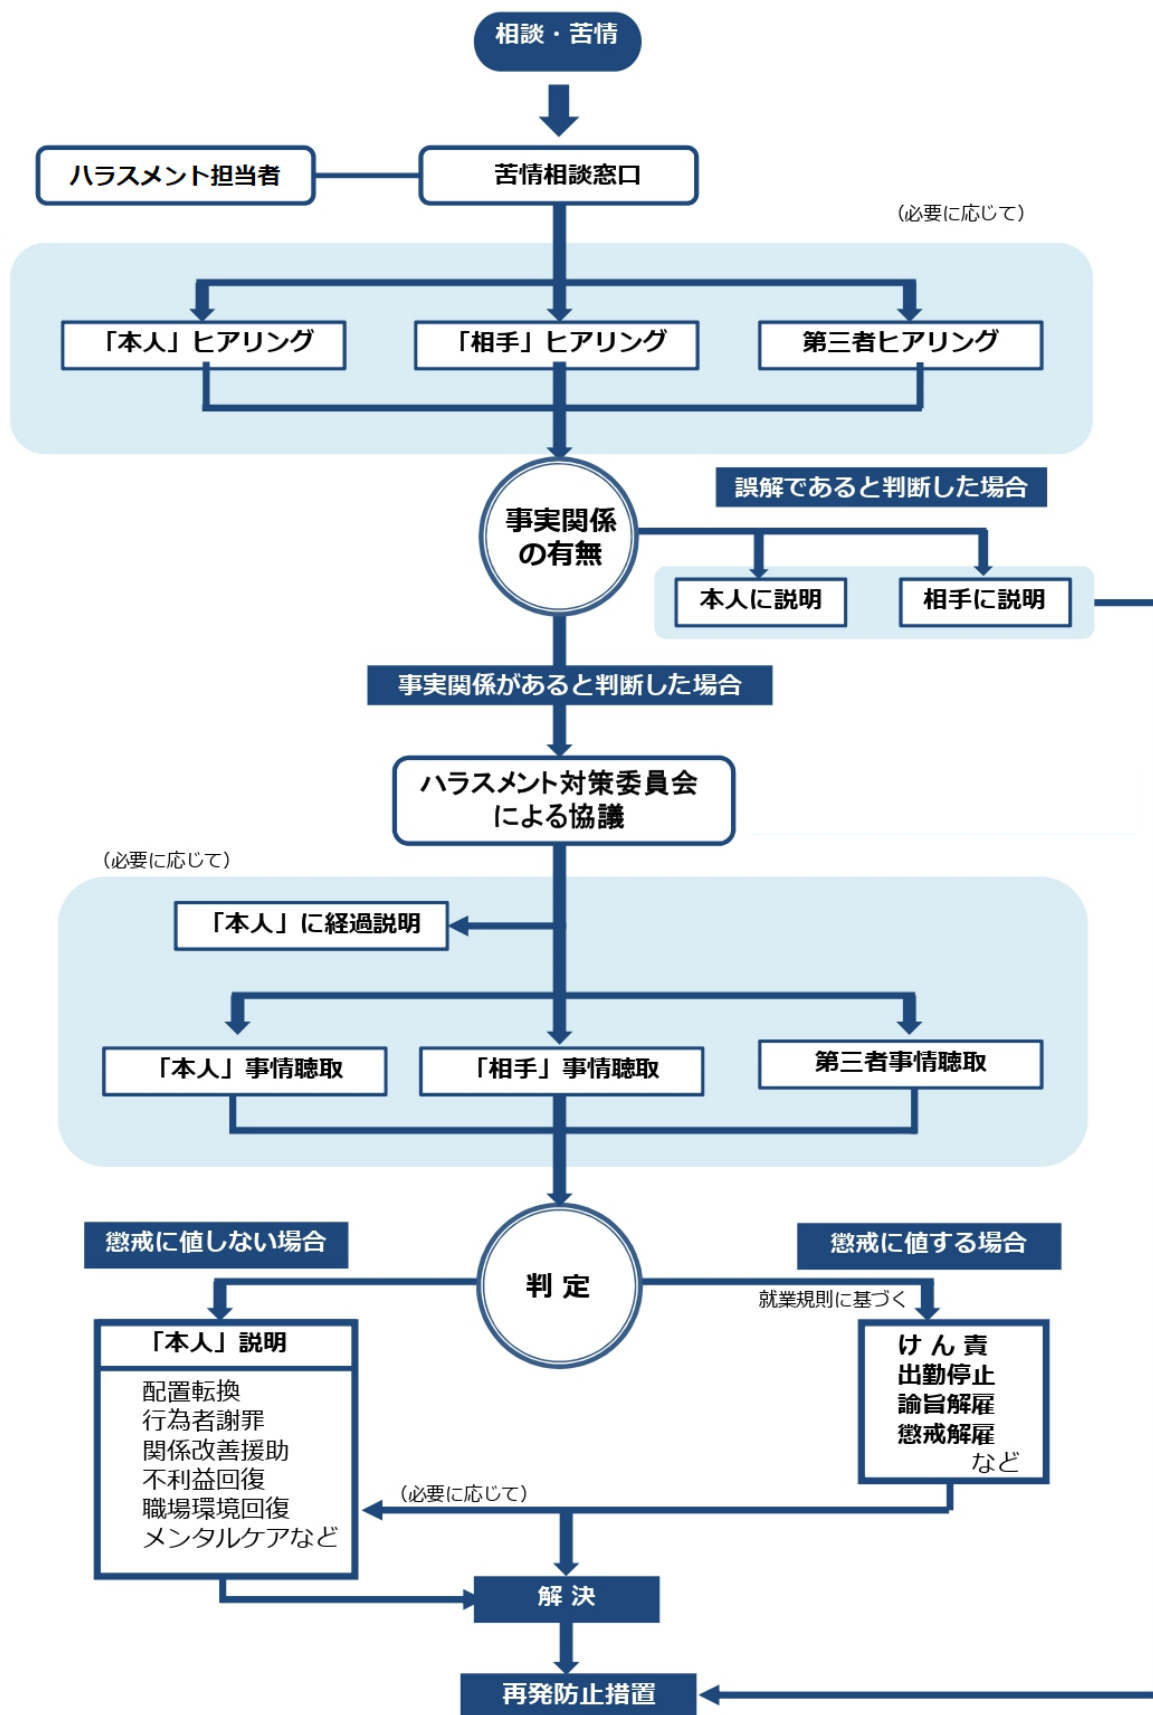 相談・苦情
ハラスメント担当者
苦情相談窓口
（必要に応じて）
「本人」ヒアリング
「相手」ヒアリング
第三者ヒアリング
誤解であると判断した場合
事実関係
の有無
本人に説明
相手に説明
事実関係があると判断した場合
ハラスメント対策委員会
による協議
（必要に応じて）
「本人」に経過説明
「本人」事情聴取
「相手」事情聴取
第三者事情聴取
懲戒に値しない場合
懲戒に値する場合
判 定
就業規則に基づく
「本人」説明
配置転換
行為者謝罪
関係改善援助
不利益回復
職場環境回復
メンタルケアなど
け ん 責
出勤停止
諭旨解雇
懲戒解雇
など
（必要に応じて）
解 決
再発防止措置